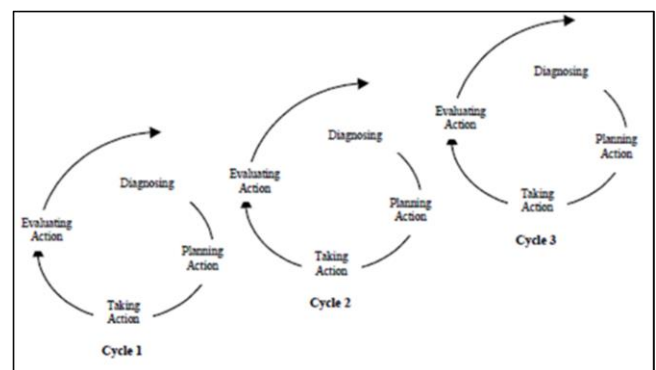 Diagnosing
Planning
Action
Taking
Action
Evaluating
Action
Cycle 1
Diagnosing
Planning
Action
Taking
Action
Evaluating
Action
Cycle 2
Diagnosing
Planning
Action
Taking
Action
Evaluating
Action
Cycle 3